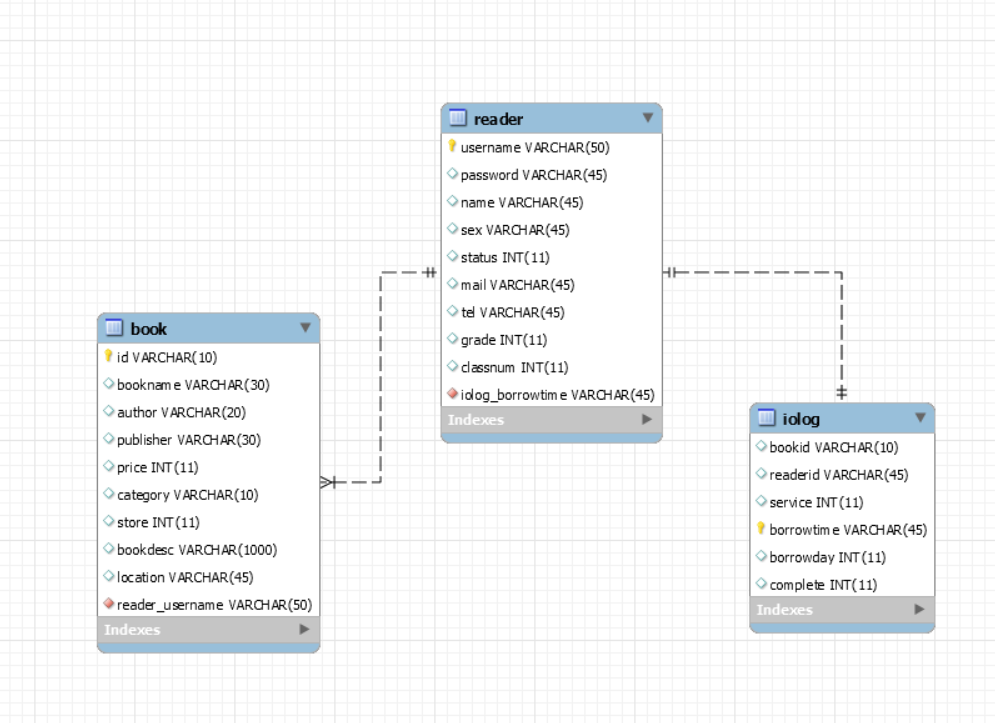 reader
username VARCHAR(50)
password VARCHAR(45)
name VARCHAR(45)
sex VARCHAR(45)
status INT(11)
mail VARCHAR(45)
tel VARCHAR(45)
grade INT(11)
classnum INT(11)
iolog_borrowtime VARCHAR(45)
Indexes
book
id VARCHAR(10)
bookname VARCHAR(30)
author VARCHAR(20)
publisher VARCHAR(30)
price INT(11)
category VARCHAR(10)
store INT(11)
bookdesc VARCHAR(1000)
location VARCHAR(45)
reader_username VARCHAR(50)
Indexes
iolog
bookid VARCHAR(10)
readerid VARCHAR(45)
service INT(11)
borrowtime VARCHAR(45)
borrowday INT(11)
complete INT(11)
Indexes